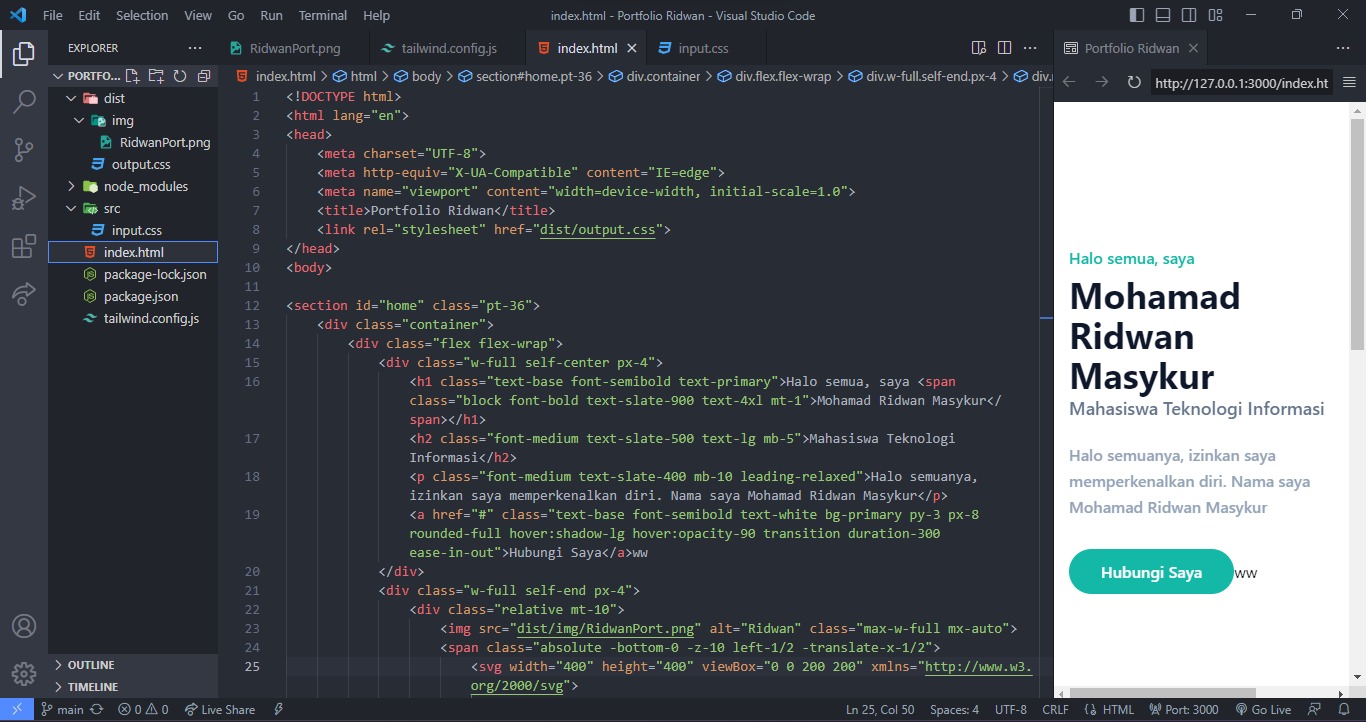 File Edit Selection View Go Run Terminal Help
index.html - Portfolio Ridwan - Visual Studio Code
EXPLORER
PORTFO...
dist
img
RidwanPort.png
output.css
node_modules
src
input.css
index.html
package-lock.json
package.json
tailwind.config.js
OUTLINE
TIMELINE
RidwanPort.png tailwind.config.js index.html input.css
index.html > html > body > section#home.pt-36 > div.container > div.flex.flex-wrap > div.w-full.self-end.px-4 > div.
1 <!DOCTYPE html>
2 <html lang="en">
3 <head>
4 <meta charset="UTF-8">
5 <meta http-equiv="X-UA-Compatible" content="IE=edge">
6 <meta name="viewport" content="width=device-width, initial-scale=1.0">
7 <title>Portfolio Ridwan</title>
8 <link rel="stylesheet" href="dist/output.css">
9 </head>
10 <body>
11
12 <section id="home" class="pt-36">
13 <div class="container">
14 <div class="flex flex-wrap">
15 <div class="w-full self-center px-4">
16 <h1 class="text-base font-semibold text-primary">Halo semua, saya <span
class="block font-bold text-slate-900 text-4xl mt-1">Mohamad Ridwan Masykur</
span></h1>
17 <h2 class="font-medium text-slate-500 text-lg mb-5">Mahasiswa Teknologi
Informasi</h2>
18 <p class="font-medium text-slate-400 mb-10 leading-relaxed">Halo semuanya,
izinkan saya memperkenalkan diri. Nama saya Mohamad Ridwan Masykur</p>
19 <a href="#" class="text-base font-semibold text-white bg-primary py-3 px-8
rounded-full hover:shadow-lg hover:opacity-90 transition duration-300
ease-in-out">Hubungi Saya</a>ww
20 </div>
21 <div class="w-full self-end px-4">
22 <div class="relative mt-10">
23 <img src="dist/img/RidwanPort.png" alt="Ridwan" class="max-w-full mx-auto">
24 <span class="absolute -bottom-0 -z-10 left-1/2 -translate-x-1/2">
25 <svg width="400" height="400" viewBox="0 0 200 200" xmlns="http://www.w3.
org/2000/svg">
Portfolio Ridwan
http://127.0.0.1:3000/index.ht
Halo semua, saya
Mohamad
Ridwan
Masykur
Mahasiswa Teknologi Informasi
Halo semuanya, izinkan saya
memperkenalkan diri. Nama saya
Mohamad Ridwan Masykur
Hubungi Saya ww
main 0 0 Live Share Ln 25, Col 50 Spaces: 4 UTF-8 CRLF HTML Port: 3000 Go Live